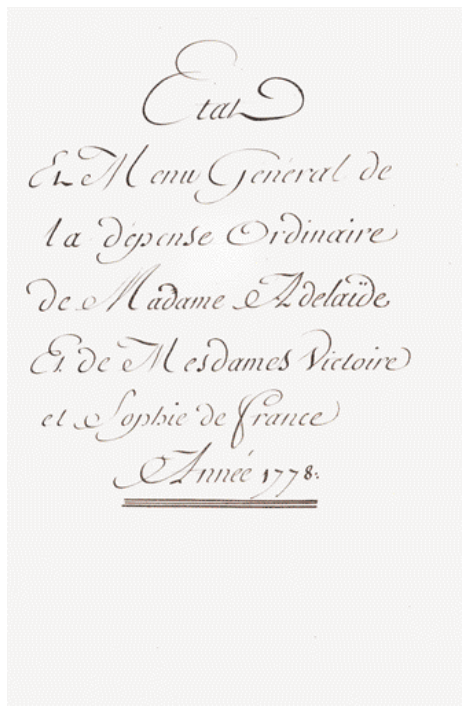 Etat
Et Menu Géneral de
la dépense Ordinaire
de Madame Adelaïde
Et de Mesdames Victoire
et Sophie de france
Année 1778.